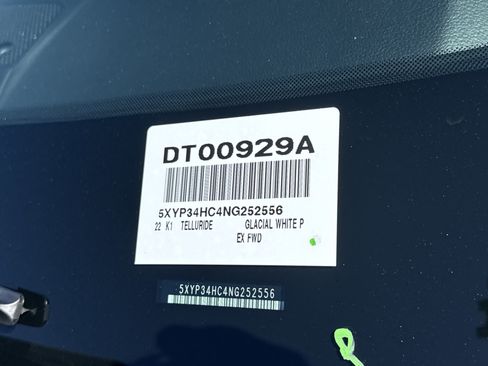 DT00929A
5XYP34HC4NG252556
22 K1 TELLURIDE GLACIAL WHITE P
EX FWD
5XYP34HC4NG252556